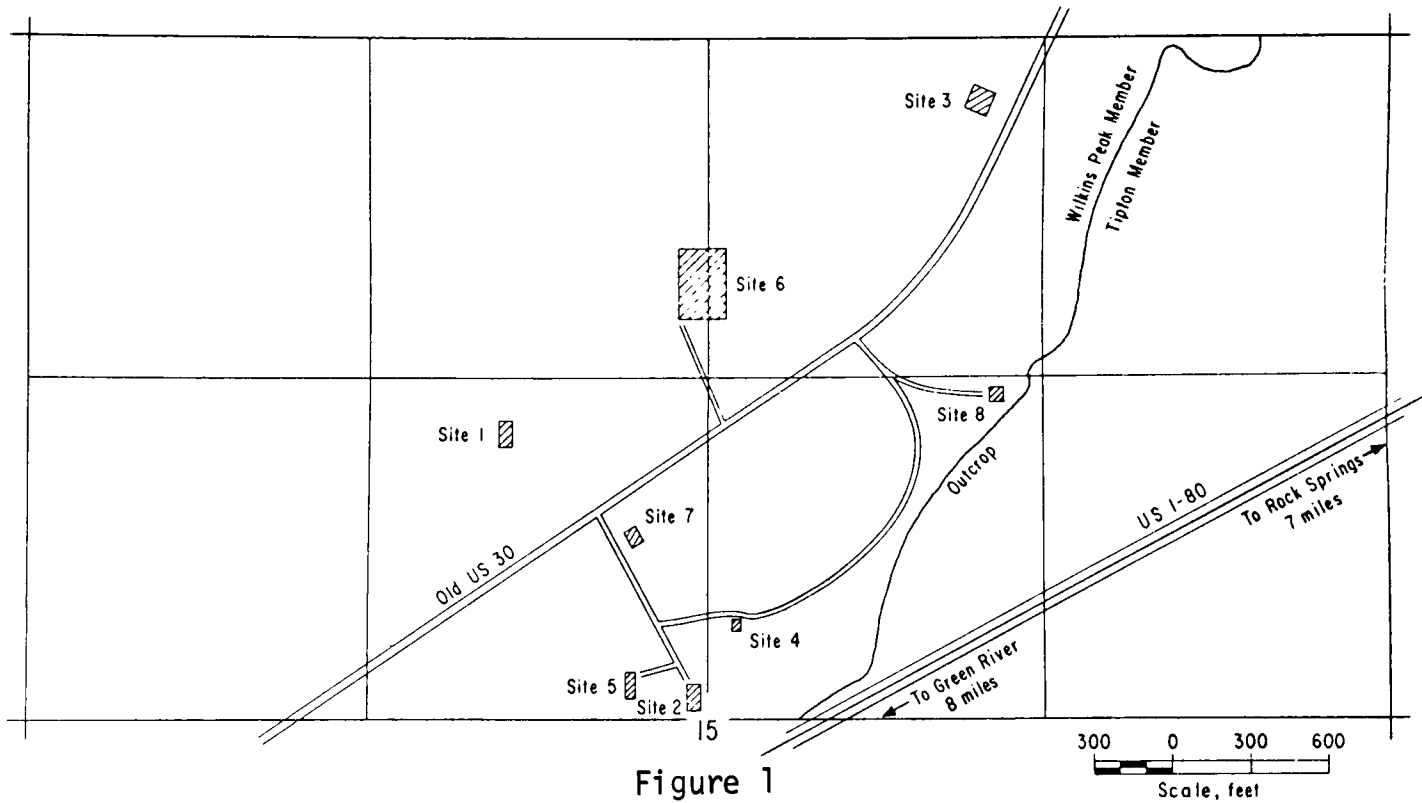 Site 3
Wilkins Peak Member
Tipton Member
Site 6
Site 8
Site 1
Outcrop
US I-80
To Rock Springs
7 miles
Site 7
Old US 30
Site 4
To Green River
8 miles
Site 5
Site 2
15
300 0 300 600
Scale, feet
Figure 1